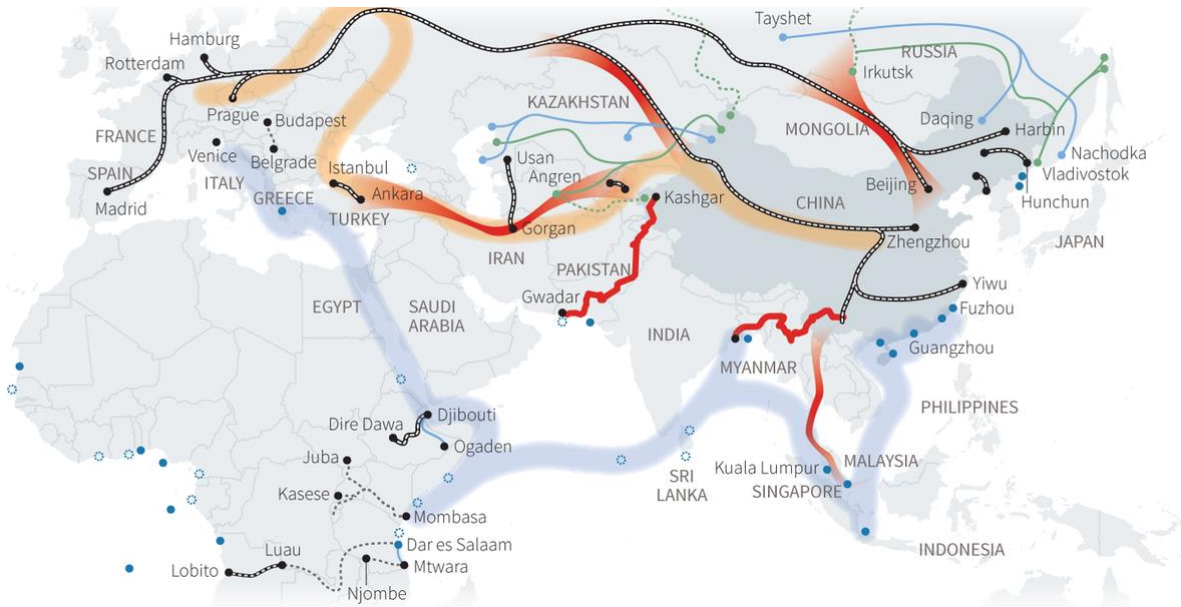 Tayshet
Hamburg
RUSSIA
Rotterdam
Irkutsk
KAZAKHSTAN
Prague
Budapest
Daqing
MONGOLIA
Harbin
FRANCE
Venice
Belgrade
Usan
Nachodka
Istanbul
Angren
Vladivostok
SPAIN
ITALY
Ankara
Beijing
GREECE
Kashgar
CHINA
Hunchun
Madrid
TURKEY
Gorgan
Zhengzhou
JAPAN
IRAN
PAKISTAN
Gwadar
Yiwu
EGYPT
SAUDI
ARABIA
Fuzhou
INDIA
Guangzhou
MYANMAR
PHILIPPINES
Djibouti
Dire Dawa
Ogaden
Juba
MALAYSIA
Kuala Lumpur
SRI
LANKA
SINGAPORE
Kasese
Mombasa
Dar es Salaam
INDONESIA
Luau
Mtwara
Lobito
Njombe